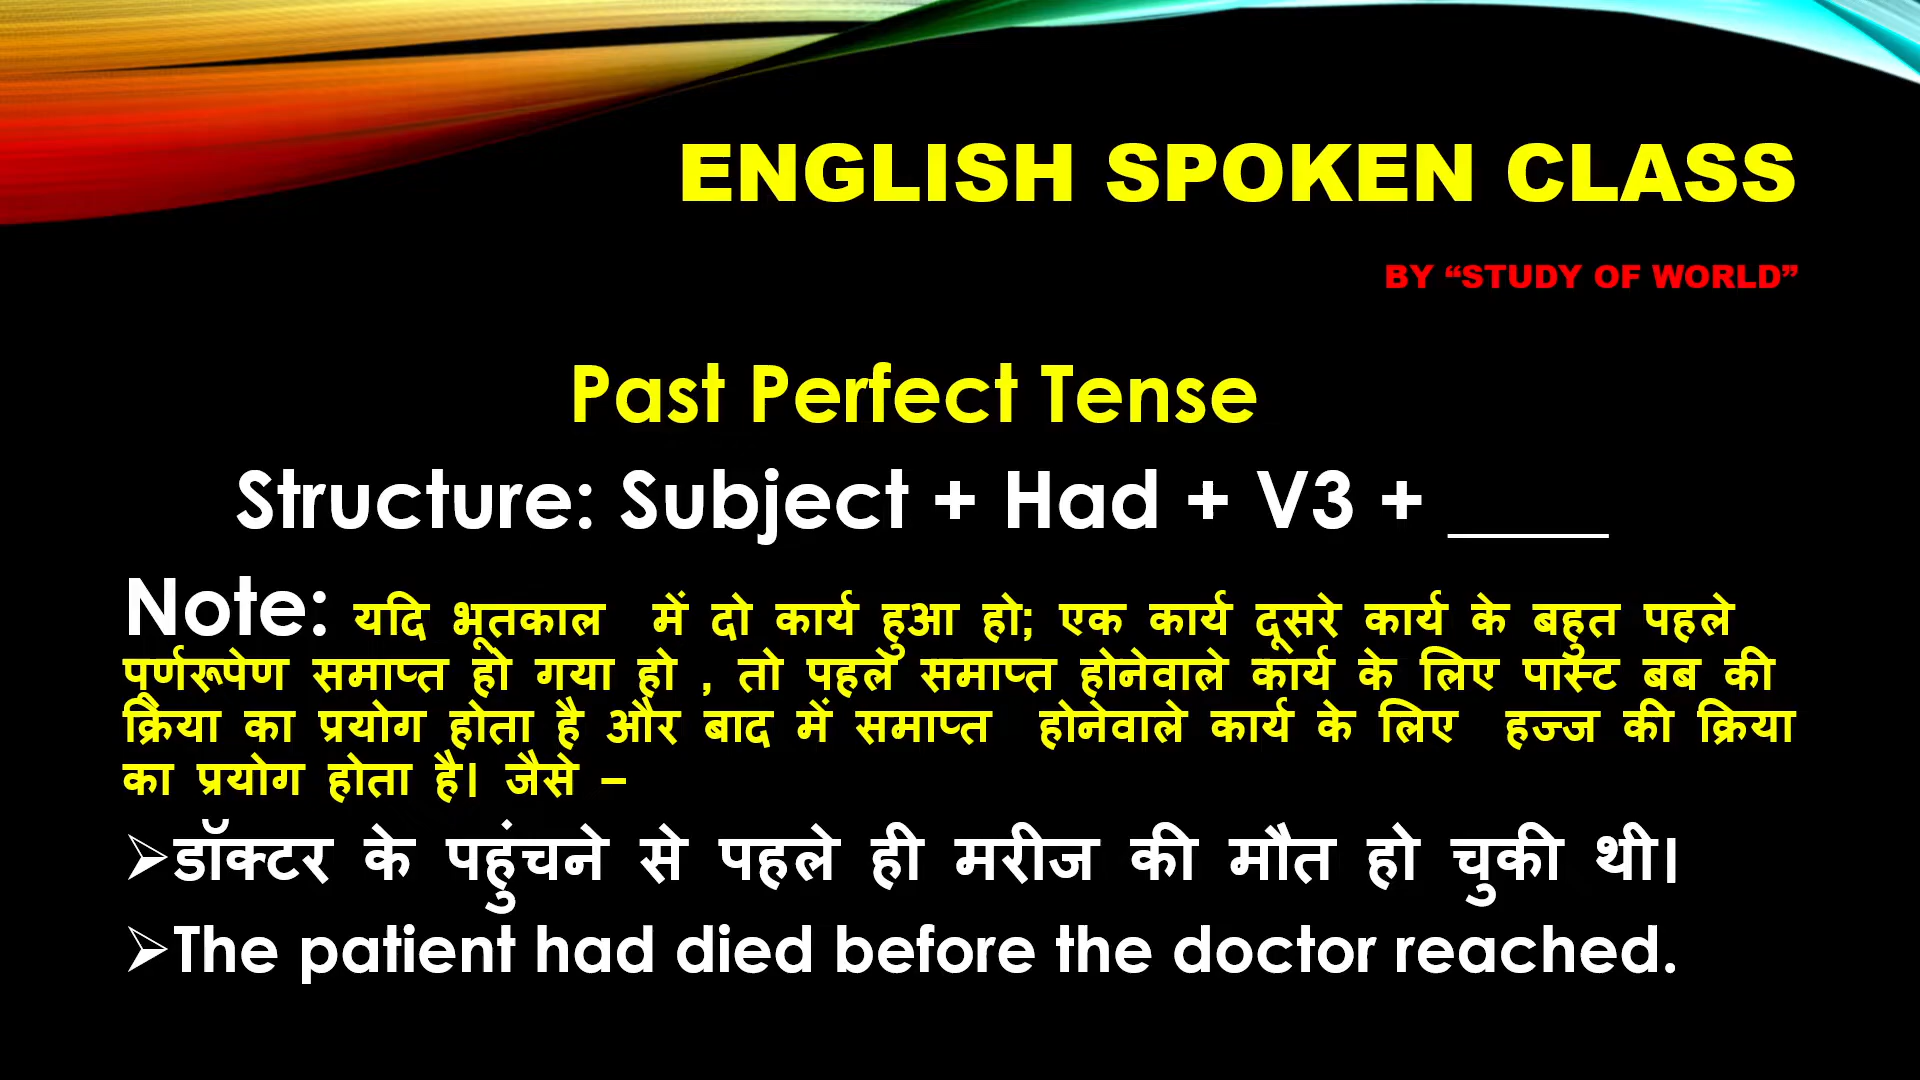 ENGLISH SPOKEN CLASS
BY “STUDY OF WORLD”
Past Perfect Tense
Structure: Subject + Had + V3 + ____
Note: यदि भूतकाल में दो कार्य हुआ हो; एक कार्य दूसरे कार्य के बहुत पहले
पूर्णरूपेण समाप्त हो गया हो , तो पहले समाप्त होनेवाले कार्य के लिए पास्ट बब की
क्रिया का प्रयोग होता है और बाद में समाप्त होनेवाले कार्य के लिए हज्ज की क्रिया
का प्रयोग होता है। जैसे –
➢डॉक्टर के पहुंचने से पहले ही मरीज की मौत हो चुकी थी।
➢The patient had died before the doctor reached.